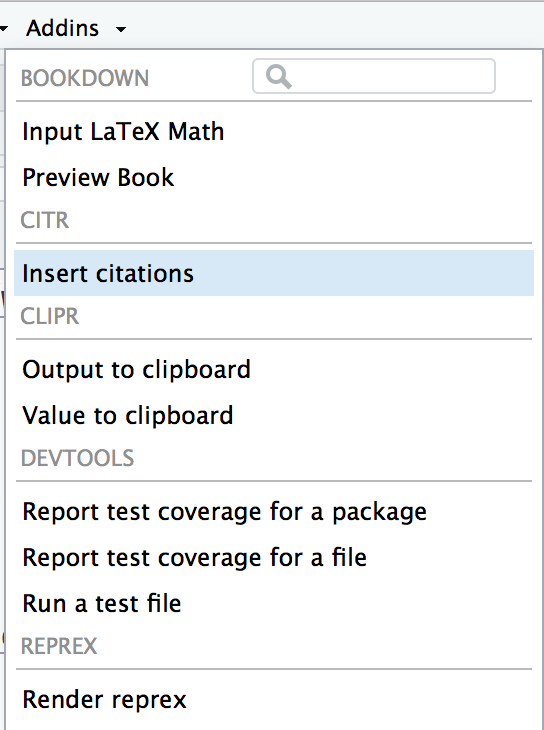 Addins
BOOKDOWN
Input LaTeX Math
Preview Book
CITR
Insert citations
CLIPR
Output to clipboard
Value to clipboard
DEVTOOLS
Report test coverage for a package
Report test coverage for a file
Run a test file
REPREX
Render reprex